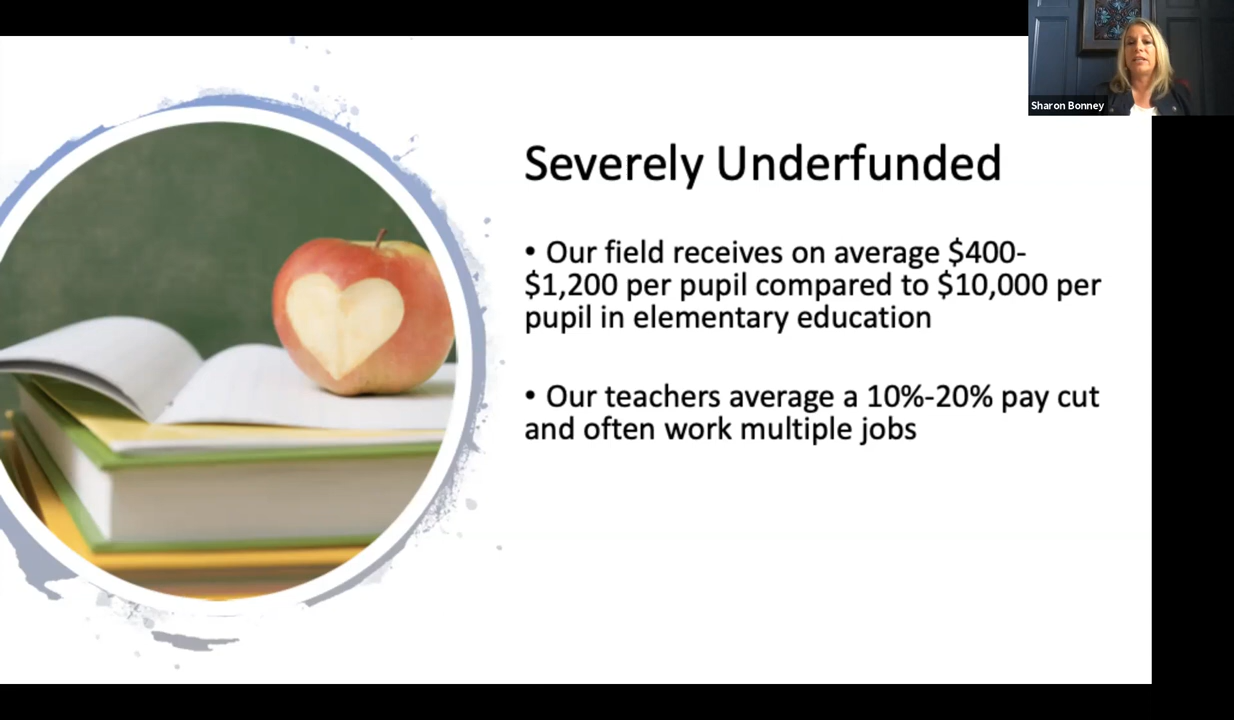 Sharon Bonney
Severely Underfunded
• Our field receives on average $400-
$1,200 per pupil compared to $10,000 per
pupil in elementary education
• Our teachers average a 10%-20% pay cut
and often work multiple jobs